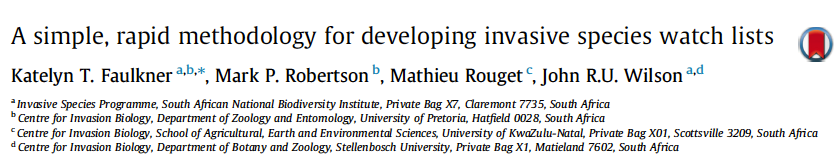 A simple, rapid methodology for developing invasive species watch lists
Katelyn T. Faulkner a,b,*, Mark P. Robertson b, Mathieu Rouget c, John R.U. Wilson a,d
a Invasive Species Programme, South African National Biodiversity Institute, Private Bag X7, Claremont 7735, South Africa
b Centre for Invasion Biology, Department of Zoology and Entomology, University of Pretoria, Hatfield 0028, South Africa
c Centre for Invasion Biology, School of Agricultural, Earth and Environmental Sciences, University of KwaZulu-Natal, Private Bag X01, Scottsville 3209, South Africa
d Centre for Invasion Biology, Department of Botany and Zoology, Stellenbosch University, Private Bag X1, Matieland 7602, South Africa